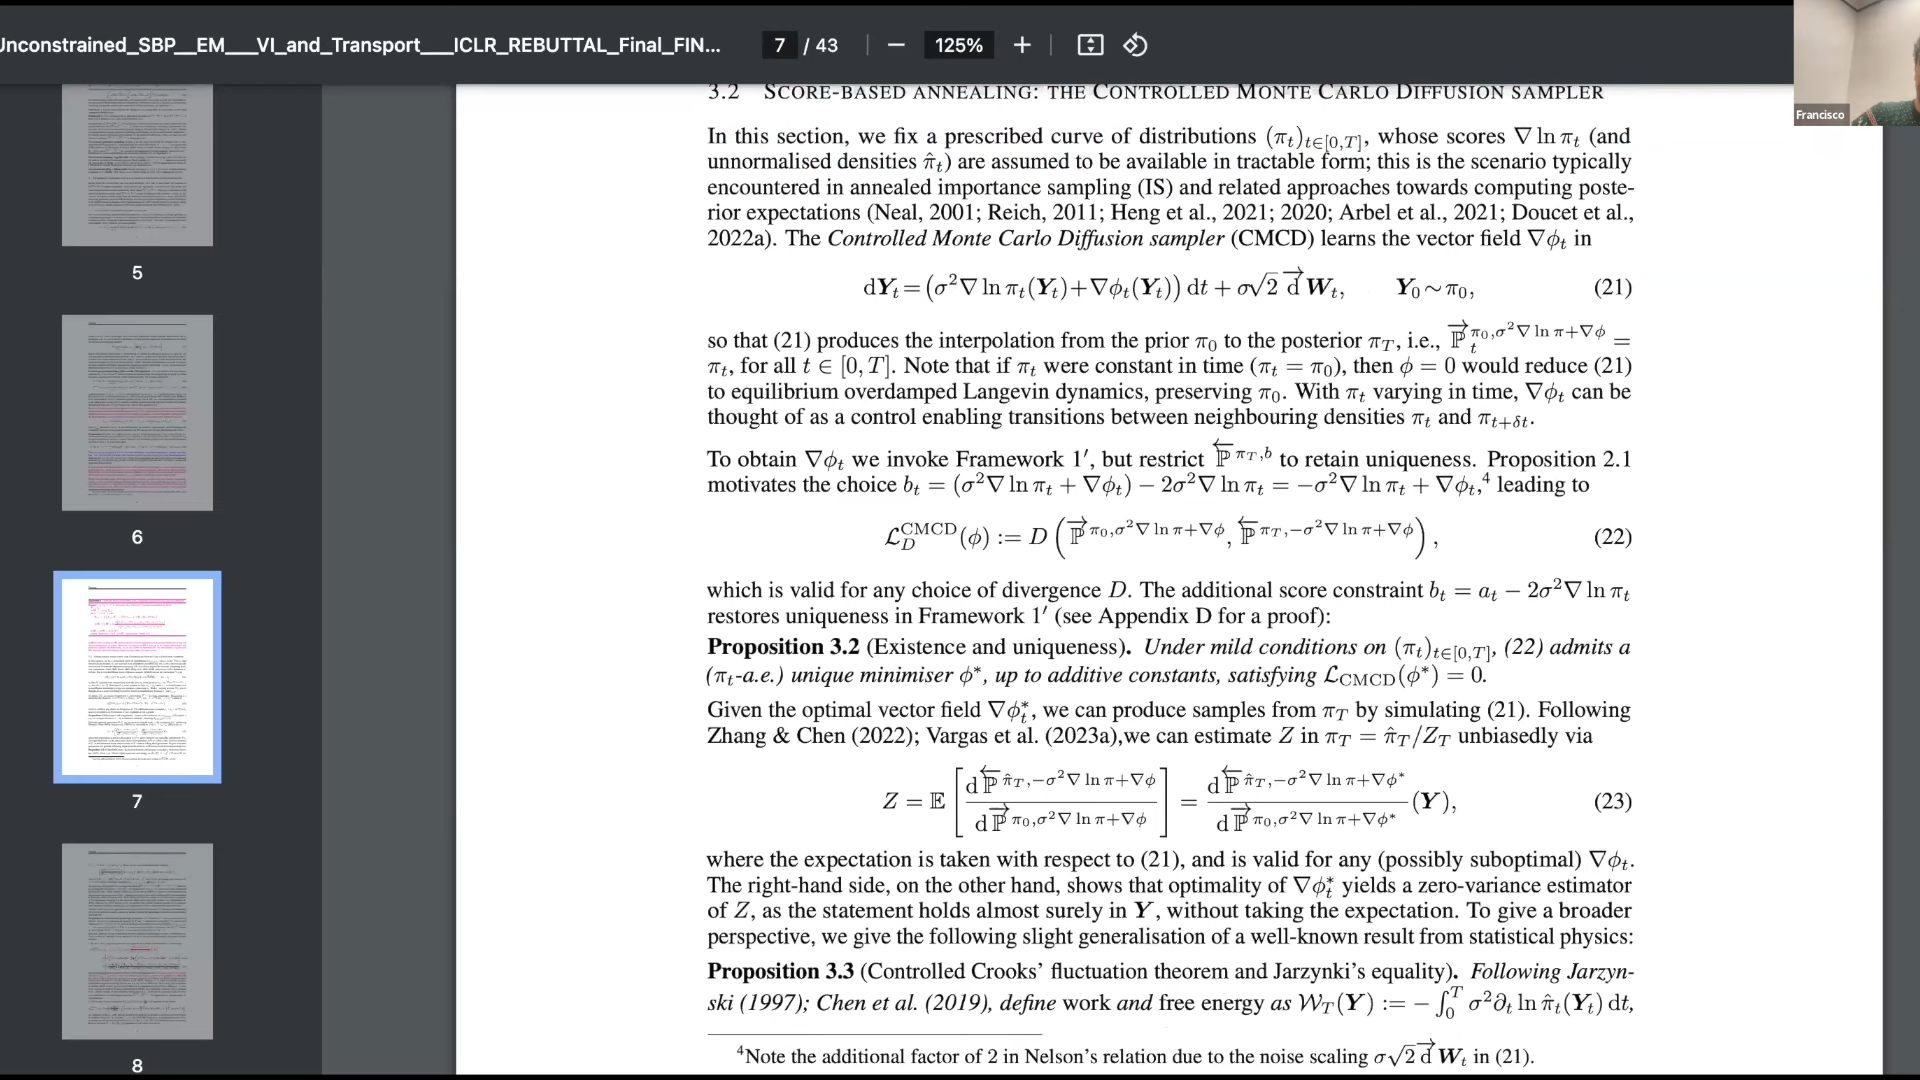 Unconstrained_SBP__EM___VI_and_Transport___ICLR_REBUTTAL_Final_FIN...
7 / 43
125%
Francisco
5
6
7
8
3.2 SCORE-BASED ANNEALING: THE CONTROLLED MONTE CARLO DIFFUSION SAMPLER
In this section, we fix a prescribed curve of distributions (π_t)_{t∈[0,T]}, whose scores ∇ ln π_t (and
unnormalised densities π̂_t) are assumed to be available in tractable form; this is the scenario typically
encountered in annealed importance sampling (IS) and related approaches towards computing poste-
rior expectations (Neal, 2001; Reich, 2011; Heng et al., 2021; 2020; Arbel et al., 2021; Doucet et al.,
2022a). The Controlled Monte Carlo Diffusion sampler (CMCD) learns the vector field ∇ϕ_t in
dY_t = (σ²∇ ln π_t(Y_t)+∇ϕ_t(Y_t)) dt + σ√2 d→ W_t, Y_0 ∼ π_0, (21)
so that (21) produces the interpolation from the prior π_0 to the posterior π_T, i.e., P→_t^{π_0,σ²∇ ln π+∇ϕ} =
π_t, for all t ∈ [0, T]. Note that if π_t were constant in time (π_t = π_0), then ϕ = 0 would reduce (21)
to equilibrium overdamped Langevin dynamics, preserving π_0. With π_t varying in time, ∇ϕ_t can be
thought of as a control enabling transitions between neighbouring densities π_t and π_{t+δt}.
To obtain ∇ϕ_t we invoke Framework 1′, but restrict P←^{π_T,b} to retain uniqueness. Proposition 2.1
motivates the choice b_t = (σ²∇ ln π_t + ∇ϕ_t) − 2σ²∇ ln π_t = −σ²∇ ln π_t + ∇ϕ_t,⁴ leading to
L_D^{CMCD}(ϕ) := D (P→^{π_0,σ²∇ ln π+∇ϕ}, P←^{π_T,−σ²∇ ln π+∇ϕ}), (22)
which is valid for any choice of divergence D. The additional score constraint b_t = a_t − 2σ²∇ ln π_t
restores uniqueness in Framework 1′ (see Appendix D for a proof):
Proposition 3.2 (Existence and uniqueness). Under mild conditions on (π_t)_{t∈[0,T]}, (22) admits a
(π_t-a.e.) unique minimiser ϕ*, up to additive constants, satisfying L_CMCD(ϕ*) = 0.
Given the optimal vector field ∇ϕ*_t, we can produce samples from π_T by simulating (21). Following
Zhang & Chen (2022); Vargas et al. (2023a),we can estimate Z in π_T = π̂_T/Z_T unbiasedly via
Z = E [dP←^{π̂_T,−σ²∇ ln π+∇ϕ} / dP→^{π_0,σ²∇ ln π+∇ϕ}] = dP←^{π̂_T,−σ²∇ ln π+∇ϕ*} / dP→^{π_0,σ²∇ ln π+∇ϕ*} (Y), (23)
where the expectation is taken with respect to (21), and is valid for any (possibly suboptimal) ∇ϕ_t.
The right-hand side, on the other hand, shows that optimality of ∇ϕ*_t yields a zero-variance estimator
of Z, as the statement holds almost surely in Y, without taking the expectation. To give a broader
perspective, we give the following slight generalisation of a well-known result from statistical physics:
Proposition 3.3 (Controlled Crooks' fluctuation theorem and Jarzynki's equality). Following Jarzyn-
ski (1997); Chen et al. (2019), define work and free energy as W_T(Y) := − ∫_0^T σ²∂_t ln π̂_t(Y_t) dt,
⁴Note the additional factor of 2 in Nelson's relation due to the noise scaling σ√2 d→ W_t in (21).